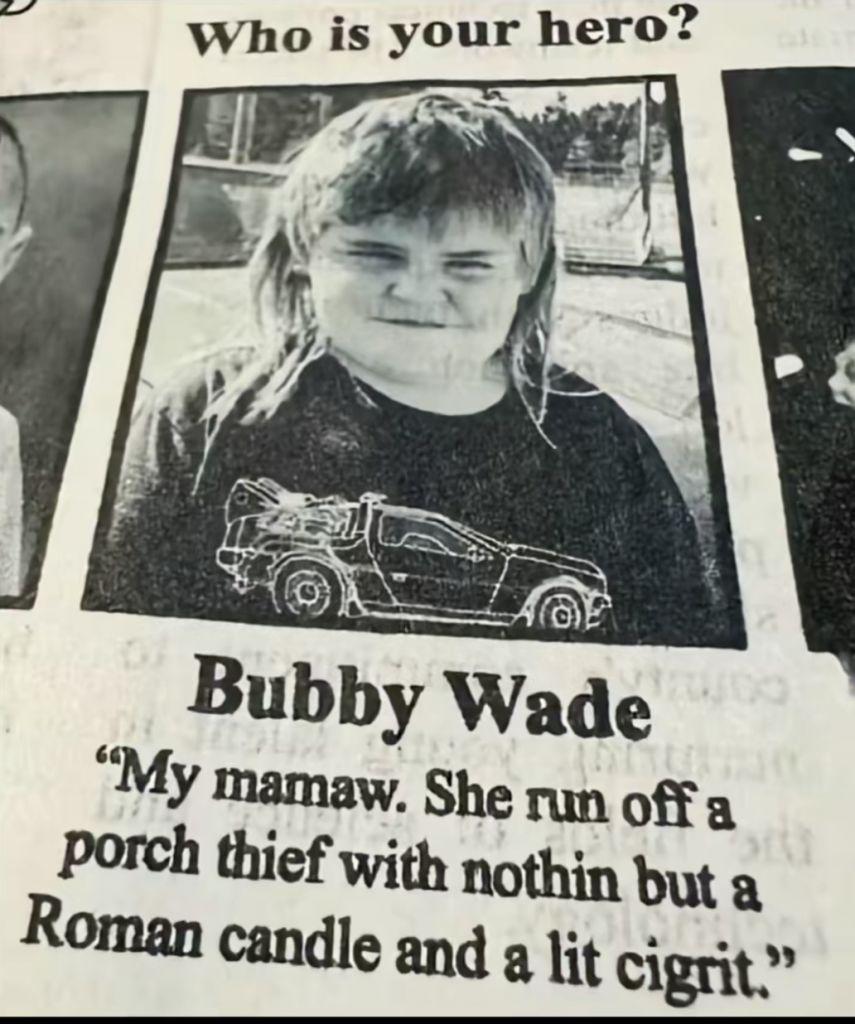 Who is your hero?
Bubby Wade
“My mamaw. She run off a
porch thief with nothin but a
Roman candle and a lit cigrit.”